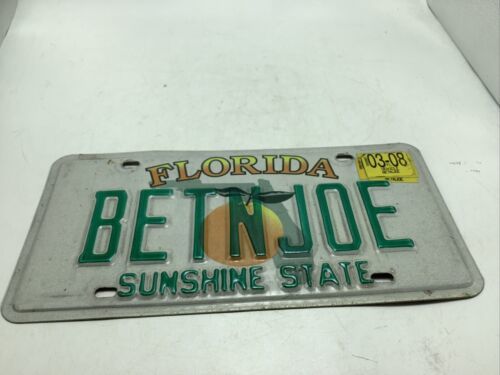 FLORIDA
03-08
BETNJOE
SUNSHINE STATE